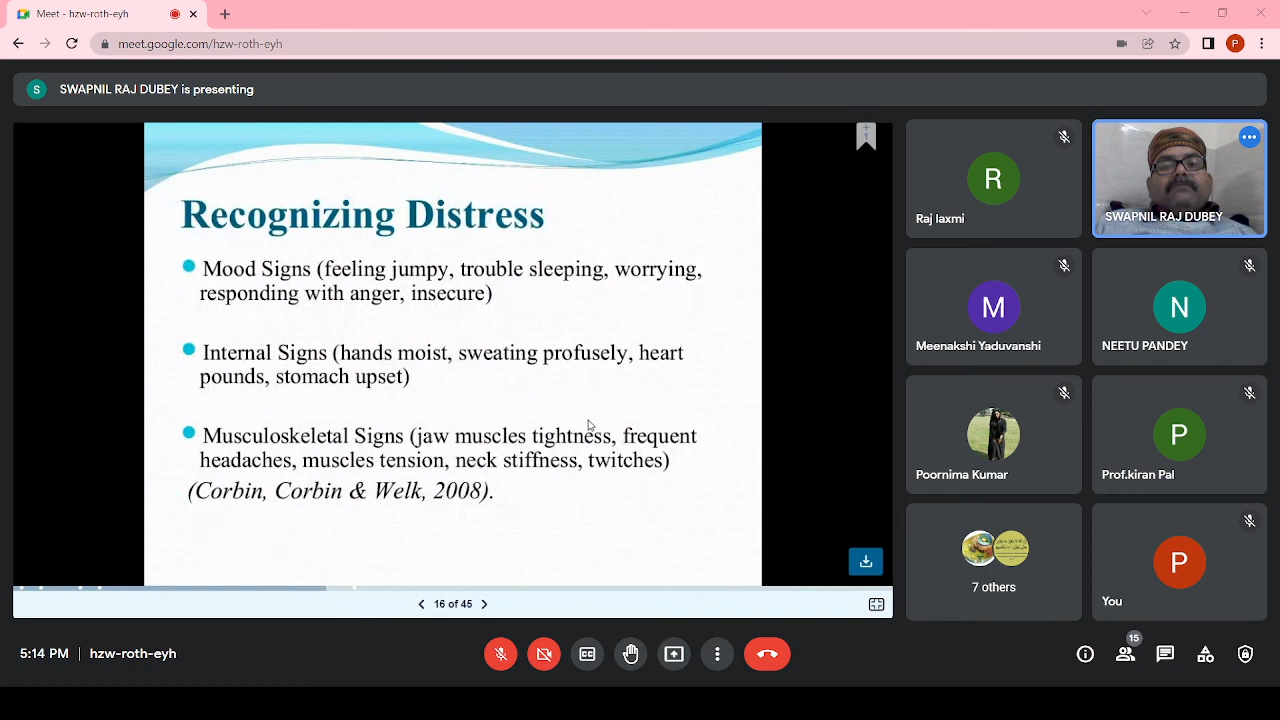 Meet - hzw-roth-eyh
meet.google.com/hzw-roth-eyh
P
S
SWAPNIL RAJ DUBEY is presenting
+
1
Recognizing Distress
Mood Signs (feeling jumpy, trouble sleeping, worrying,
responding with anger, insecure)
Internal Signs (hands moist, sweating profusely, heart
pounds, stomach upset)
Musculoskeletal Signs (jaw muscles tightness, frequent
headaches, muscles tension, neck stiffness, twitches)
(Corbin, Corbin & Welk, 2008).
16 of 45
R
Raj laxmi
SWAPNIL RAJ DUBEY
M
Meenakshi Yaduvanshi
N
NEETU PANDEY
Poornima Kumar
P
Prof.kiran Pal
7 others
P
You
5:14 PM | hzw-roth-eyh
CC
15